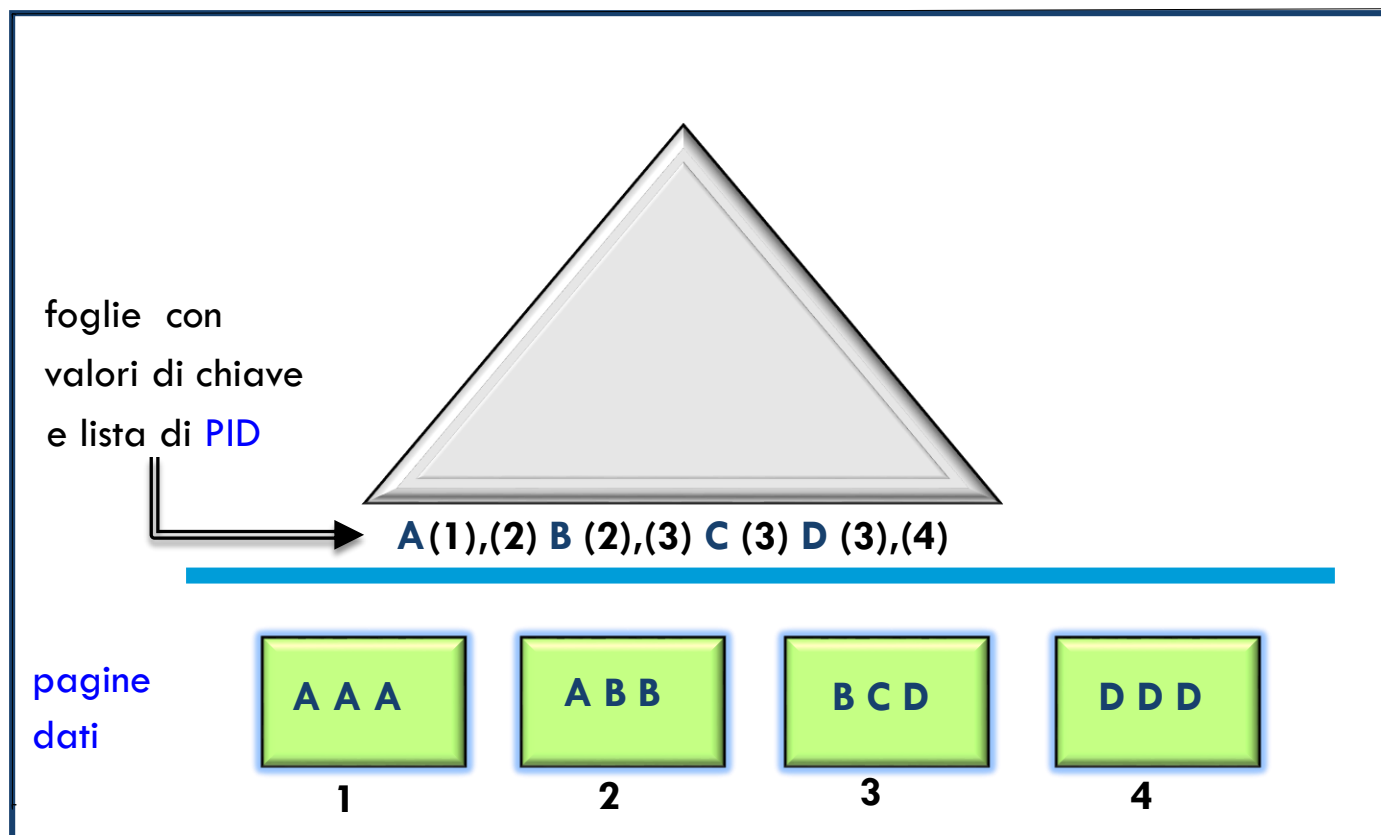 foglie con
valori di chiave
e lista di PID
A(1),(2) B (2),(3) C (3) D (3),(4)
pagine
dati
A A A
A B B
B C D
D D D
1
2
3
4